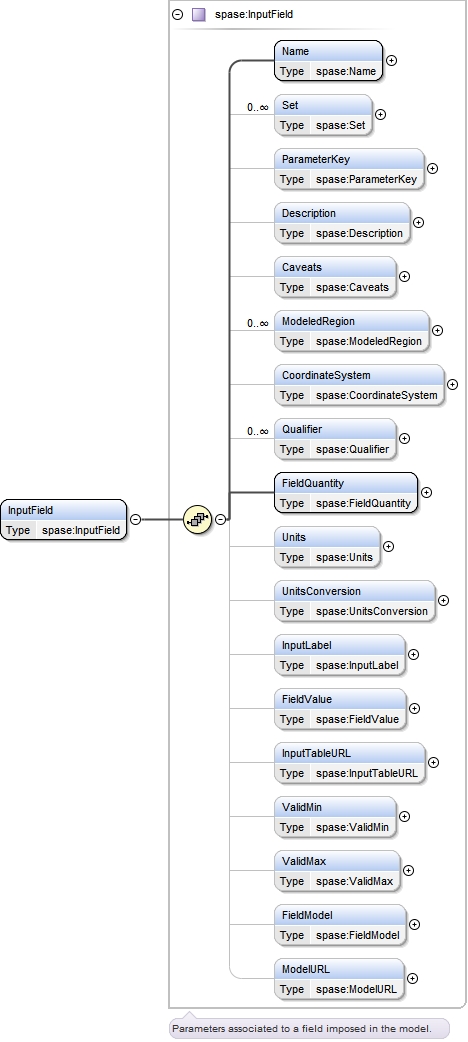 spase:InputField
Name
Type spase:Name
0..∞
Set
Type spase:Set
ParameterKey
Type spase:ParameterKey
Description
Type spase:Description
Caveats
Type spase:Caveats
0..∞
ModeledRegion
Type spase:ModeledRegion
CoordinateSystem
Type spase:CoordinateSystem
0..∞
Qualifier
Type spase:Qualifier
FieldQuantity
Type spase:FieldQuantity
InputField
Type spase:InputField
Units
Type spase:Units
UnitsConversion
Type spase:UnitsConversion
InputLabel
Type spase:InputLabel
FieldValue
Type spase:FieldValue
InputTableURL
Type spase:InputTableURL
ValidMin
Type spase:ValidMin
ValidMax
Type spase:ValidMax
FieldModel
Type spase:FieldModel
ModelURL
Type spase:ModelURL
Parameters associated to a field imposed in the model.